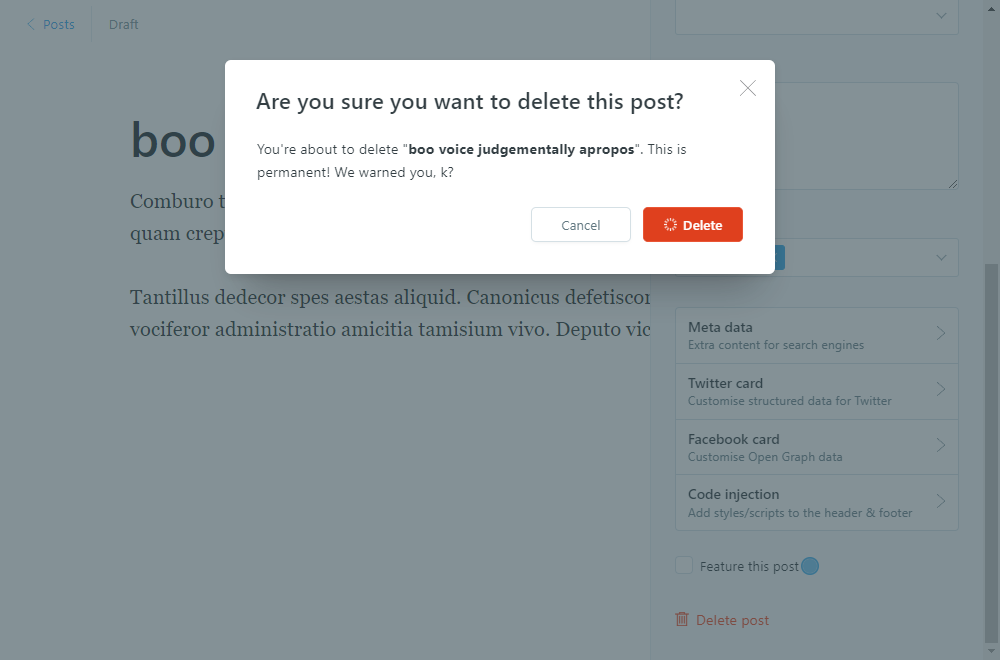 Posts
Draft
Are you sure you want to delete this post?
You're about to delete "boo voice judgementally apropos". This is
permanent! We warned you, k?
Cancel
Delete
boo
Comburo
quam crep
Tantillus dedecor spes aestas aliquid. Canonicus defetiscor
vociferor administratio amicitia tamisium vivo. Deputo vic
Meta data
Extra content for search engines
Twitter card
Customise structured data for Twitter
Facebook card
Customise Open Graph data
Code injection
Add styles/scripts to the header & footer
Feature this post
Delete post